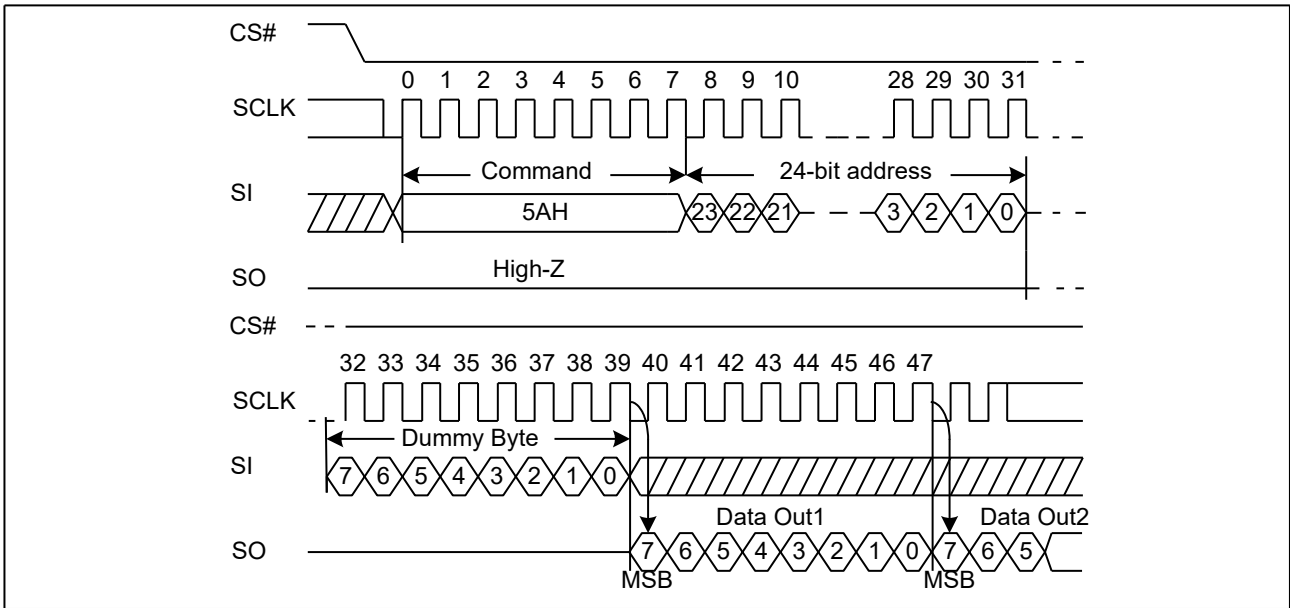 CS#
0 1 2 3 4 5 6 7 8 9 10 28 29 30 31
SCLK
Command 24-bit address
SI
5AH 23 22 21 3 2 1 0
High-Z
SO
CS#
32 33 34 35 36 37 38 39 40 41 42 43 44 45 46 47
SCLK
Dummy Byte
SI
7 6 5 4 3 2 1 0
Data Out1 Data Out2
SO
7 6 5 4 3 2 1 0 7 6 5
MSB MSB